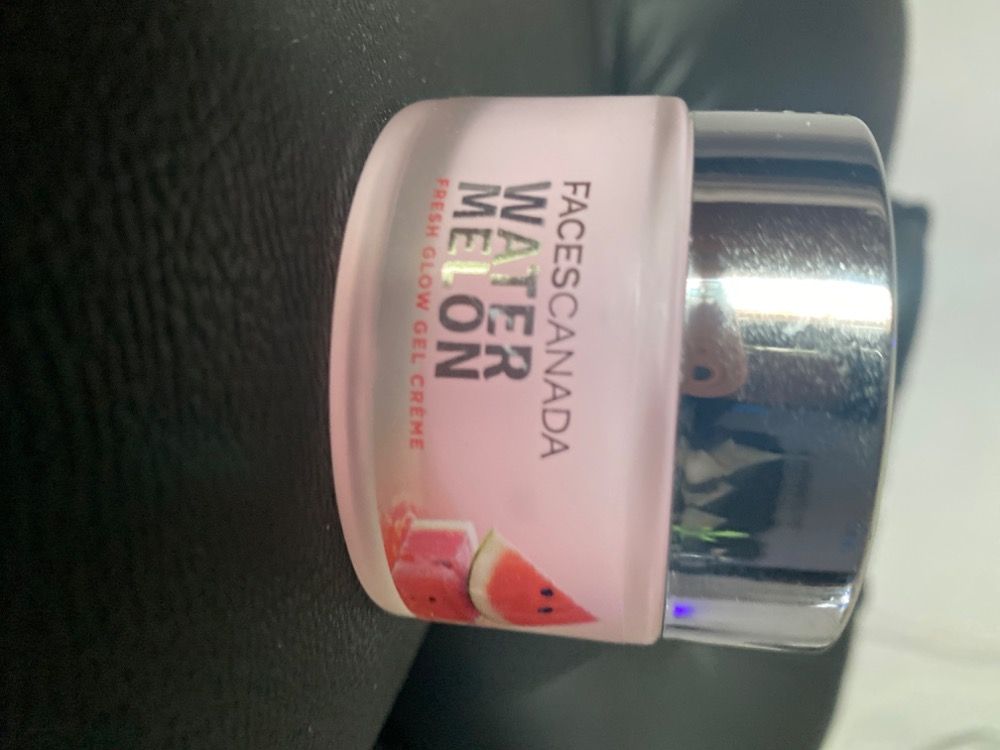 FACESCANADA
WATER
MELON
FRESH GLOW GEL CRÈME